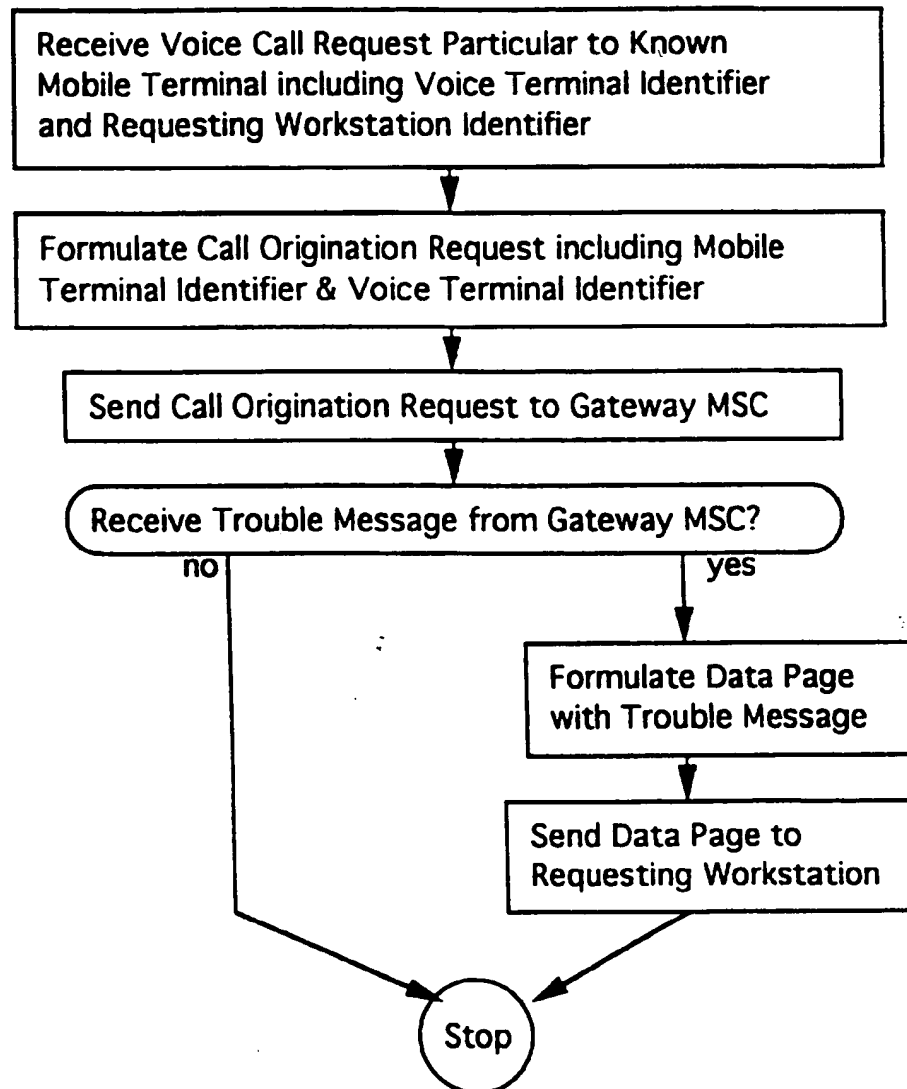 Receive Voice Call Request Particular to Known
Mobile Terminal including Voice Terminal Identifier
and Requesting Workstation Identifier
Formulate Call Origination Request including Mobile
Terminal Identifier & Voice Terminal Identifier
Send Call Origination Request to Gateway MSC
Receive Trouble Message from Gateway MSC?
no
yes
Formulate Data Page
with Trouble Message
Send Data Page to
Requesting Workstation
Stop